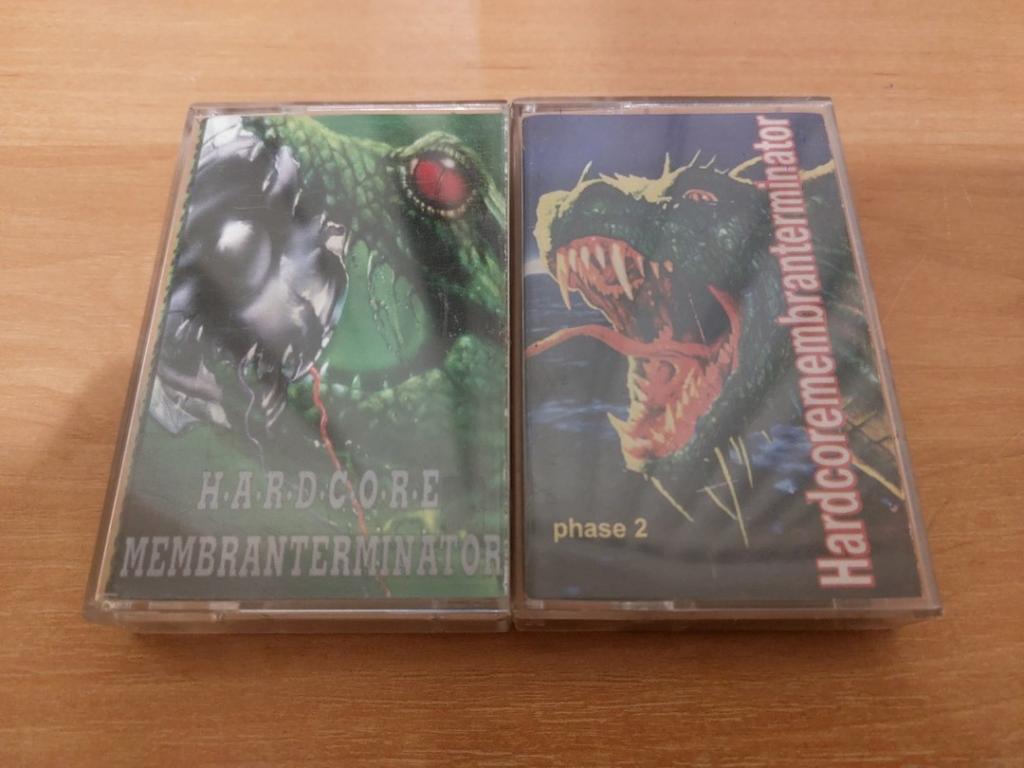 H·A·R·D·C·O·R·E
MEMBRANTERMINATOR
phase 2
Hardcoremembranterminator